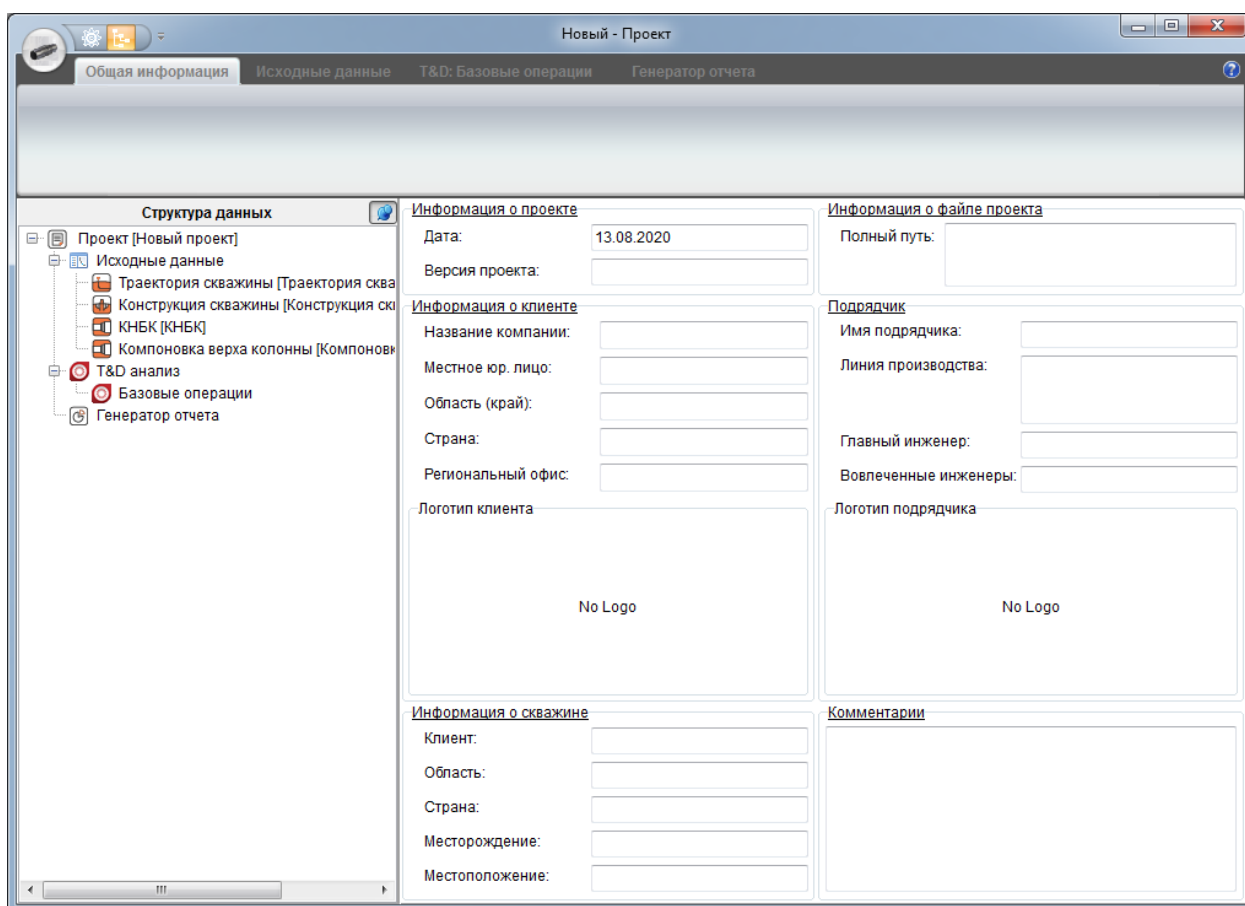 Новый - Проект
Общая информация Исходные данные T&D: Базовые операции Генератор отчета
Структура данных
Проект [Новый проект]
Исходные данные
Траектория скважины [Траектория сква
Конструкция скважины [Конструкция ск
КНБК [КНБК]
Компоновка верха колонны [Компоновк
T&D анализ
Базовые операции
Генератор отчета
Информация о проекте
Дата: 13.08.2020
Версия проекта:
Информация о файле проекта
Полный путь:
Информация о клиенте
Название компании:
Местное юр. лицо:
Область (край):
Страна:
Региональный офис:
Логотип клиента
No Logo
Подрядчик
Имя подрядчика:
Линия производства:
Главный инженер:
Вовлеченные инженеры:
Логотип подрядчика
No Logo
Информация о скважине
Клиент:
Область:
Страна:
Месторождение:
Местоположение:
Комментарии